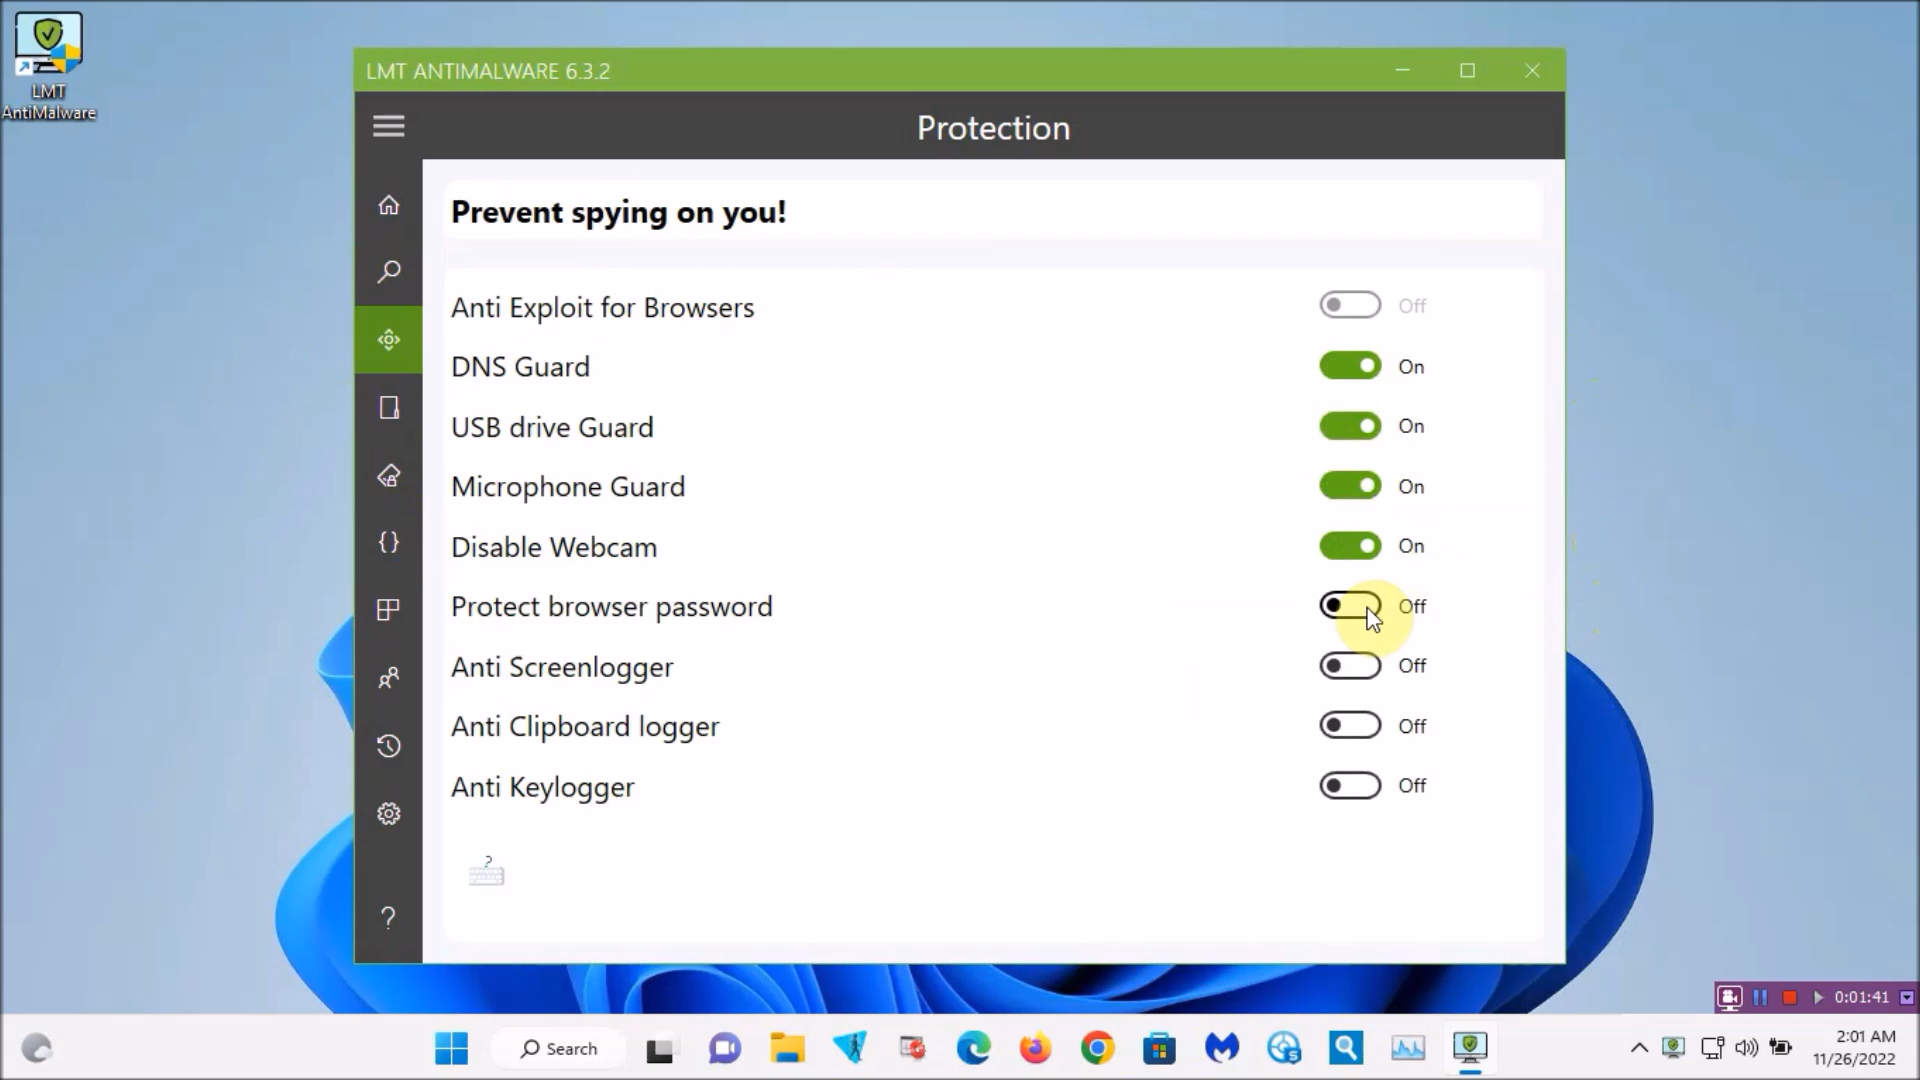 LMT
AntiMalware
LMT ANTIMALWARE 6.3.2
Protection
Prevent spying on you!
Anti Exploit for Browsers Off
DNS Guard On
USB drive Guard On
Microphone Guard On
Disable Webcam On
Protect browser password Off
Anti Screenlogger Off
Anti Clipboard logger Off
Anti Keylogger Off
?
?
0:01:41
Search
2:01 AM
11/26/2022